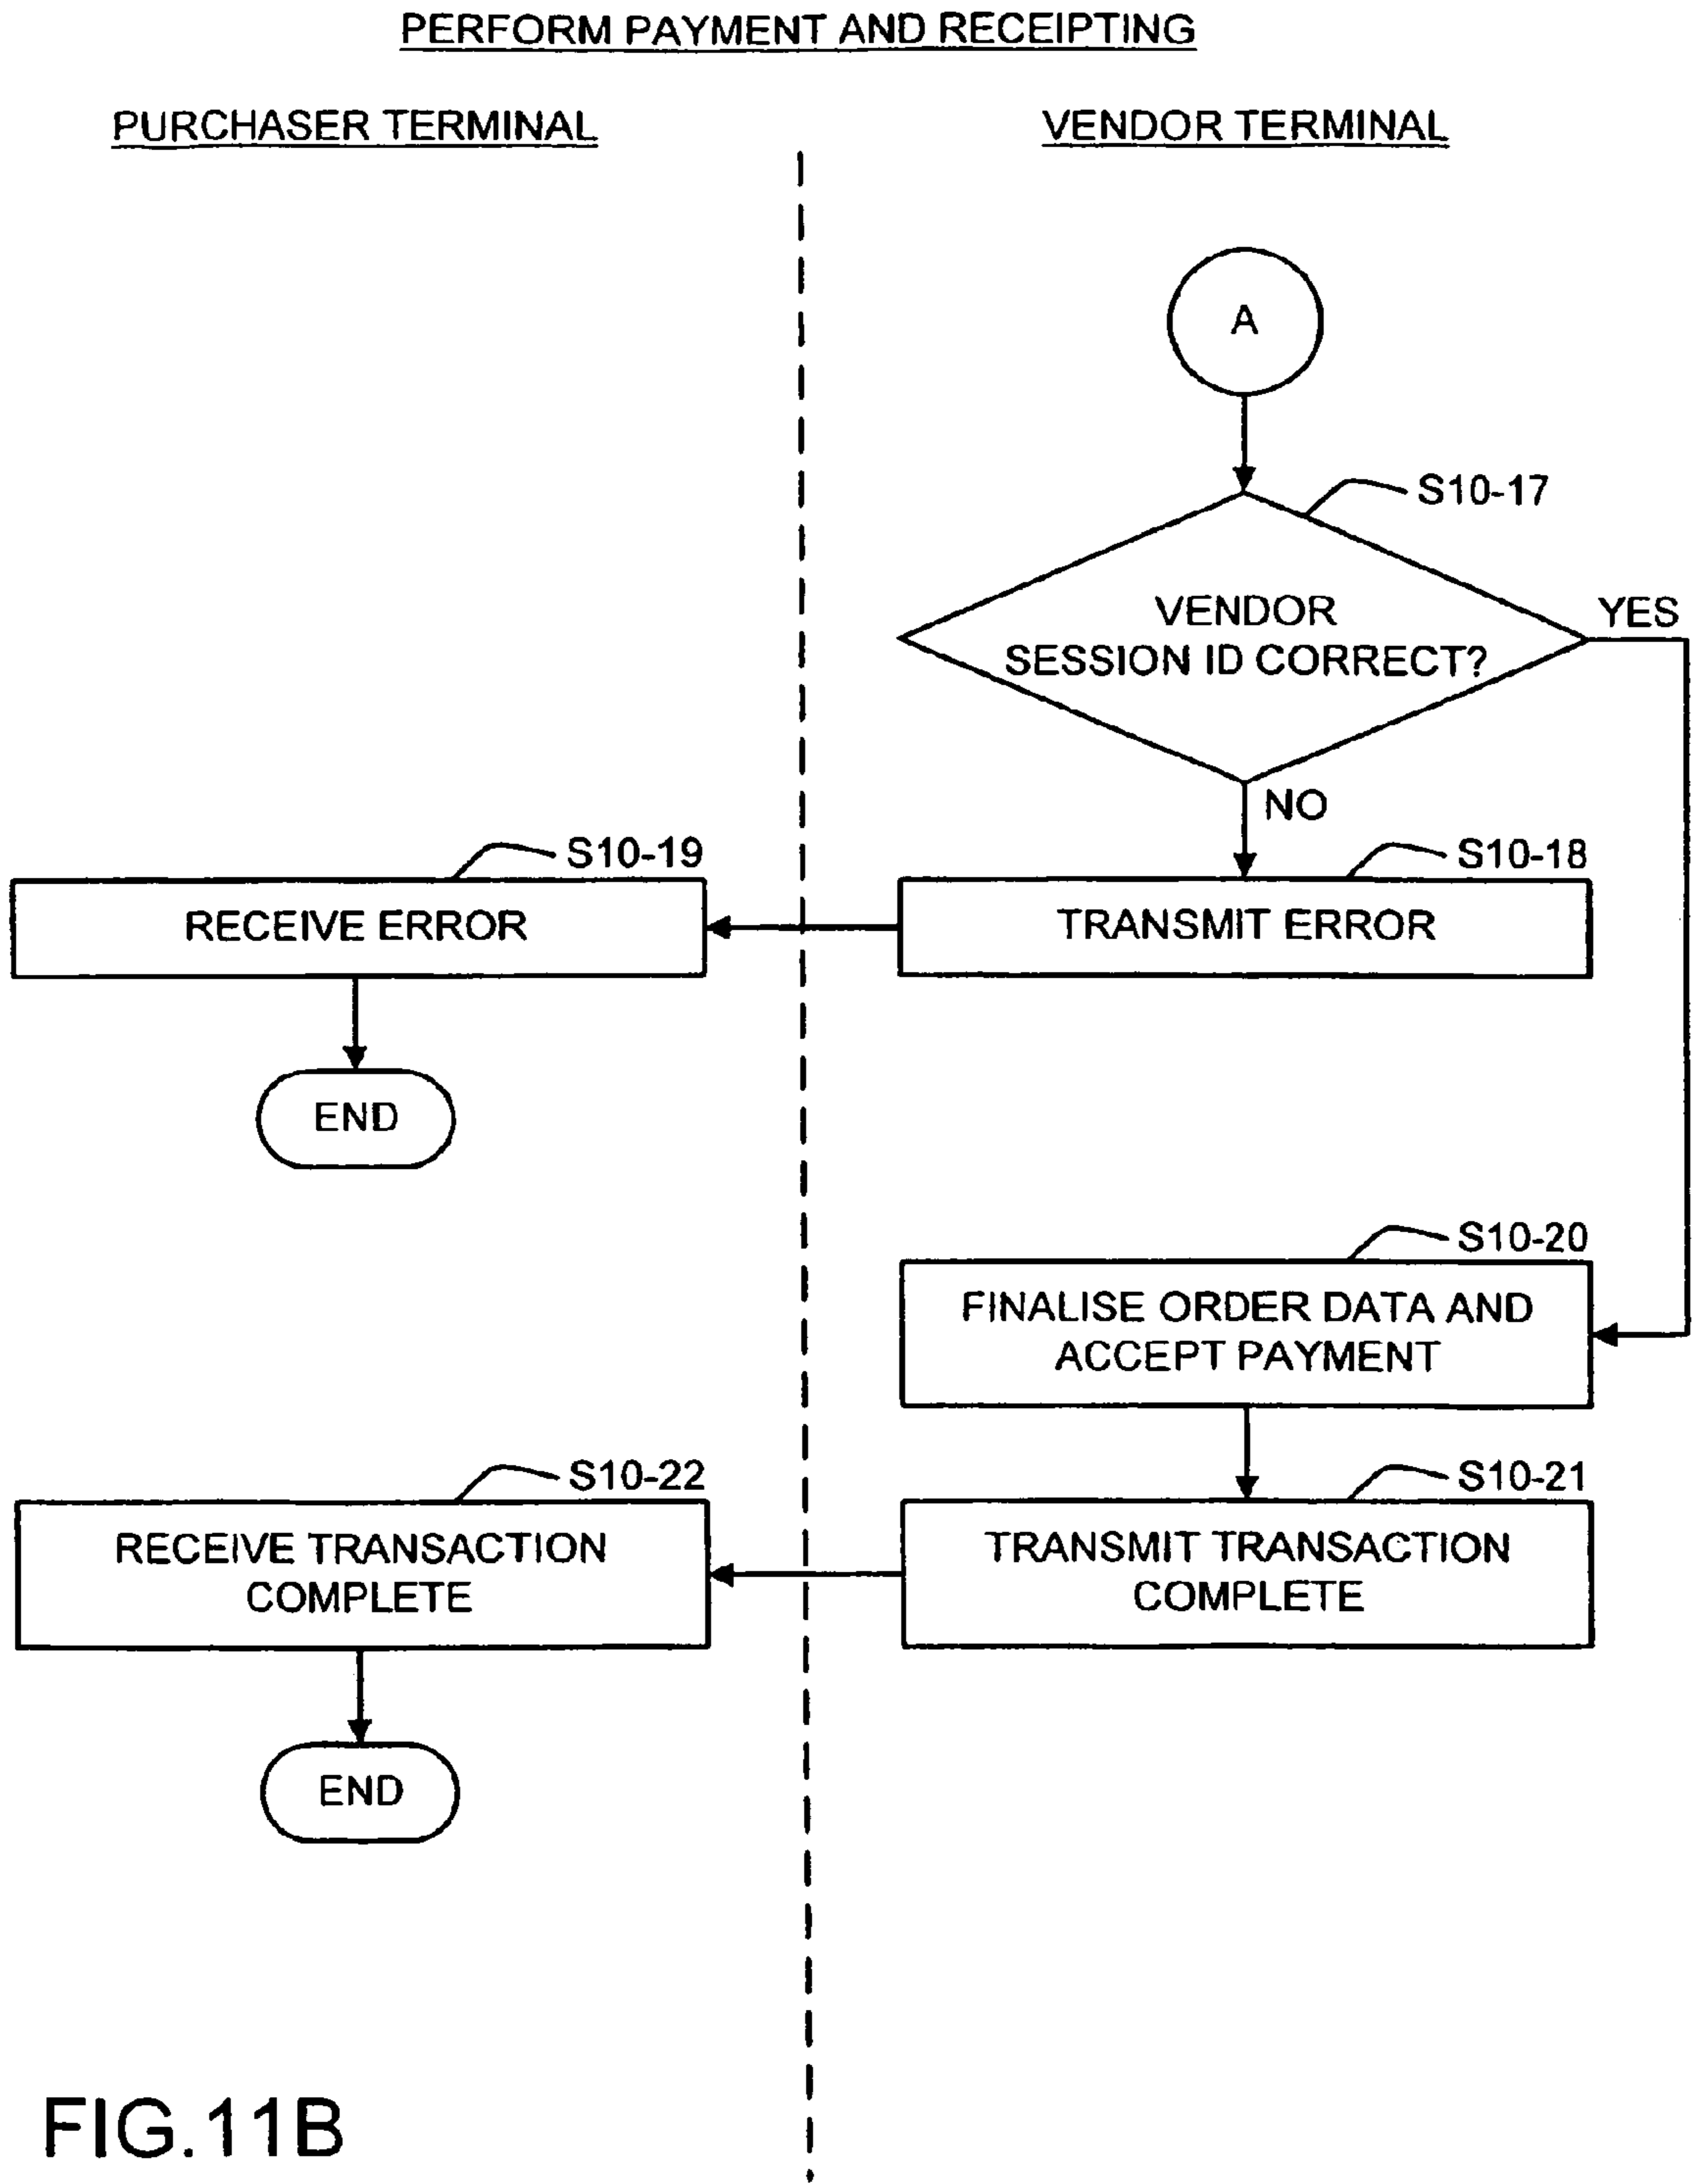 PERFORM PAYMENT AND RECEIPTING
PURCHASER TERMINAL
VENDOR TERMINAL
A
S10-17
VENDOR
SESSION ID CORRECT?
YES
NO
S10-19
S10-18
RECEIVE ERROR
TRANSMIT ERROR
END
S10-20
FINALISE ORDER DATA AND
ACCEPT PAYMENT
S10-22
S10-21
RECEIVE TRANSACTION
COMPLETE
TRANSMIT TRANSACTION
COMPLETE
END
FIG.11B